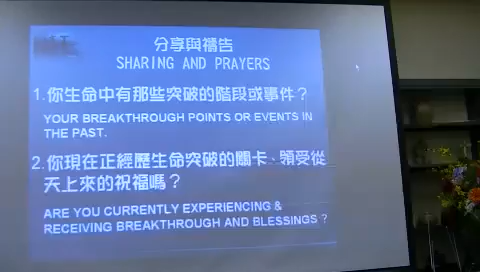 分享與禱告
SHARING AND PRAYERS
1.你生命中有那些突破的階段或事件？
YOUR BREAKTHROUGH POINTS OR EVENTS IN
THE PAST.
2.你現在正經歷生命突破的關卡、領受從
天上來的祝福嗎？
ARE YOU CURRENTLY EXPERIENCING &
RECEIVING BREAKTHROUGH AND BLESSINGS ?